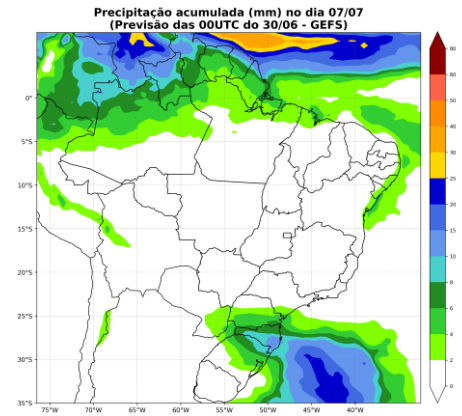 Precipitação acumulada (mm) no dia 07/07
(Previsão das 00UTC do 30/06 - GEFS)
80
60
50
40
30
25
20
15
10
8
6
4
2
0
0°
5°S
10°S
15°S
20°S
25°S
30°S
35°S
75°W
70°W
65°W
60°W
55°W
50°W
45°W
40°W